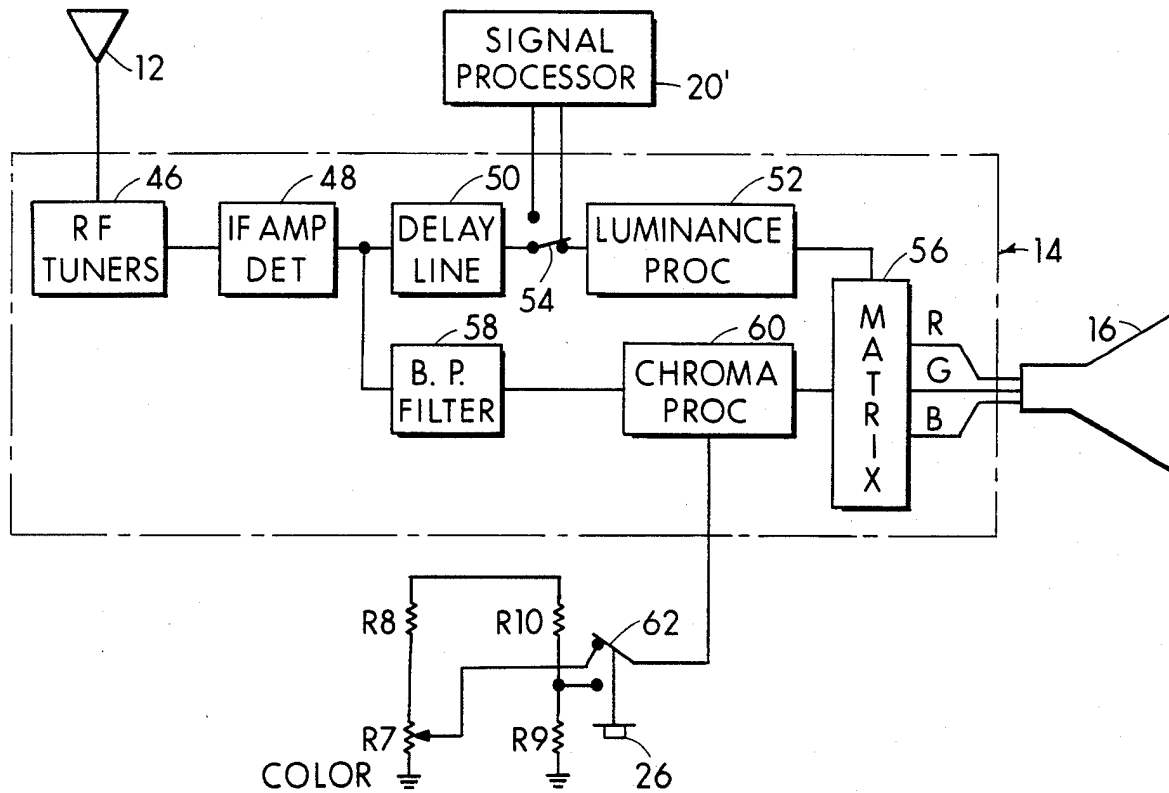 12
SIGNAL
PROCESSOR
20'
46
RF
TUNERS
48
IF AMP
DET
50
DELAY
LINE
54
52
LUMINANCE
PROC
56
MATRIX
14
58
B. P.
FILTER
60
CHROMA
PROC
R
G
B
16
R8
R10
62
R7
R9
COLOR
26